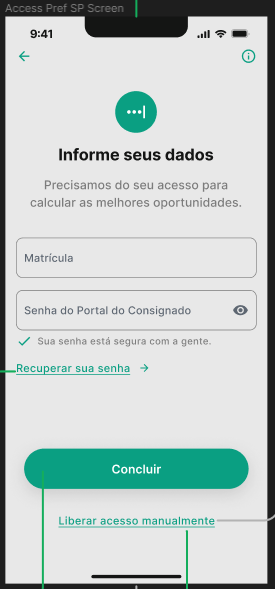 Access Pref SP Screen
9:41
Informe seus dados
Precisamos do seu acesso para
calcular as melhores oportunidades.
Matrícula
Senha do Portal do Consignado
Sua senha está segura com a gente.
Recuperar sua senha
Concluir
Liberar acesso manualmente